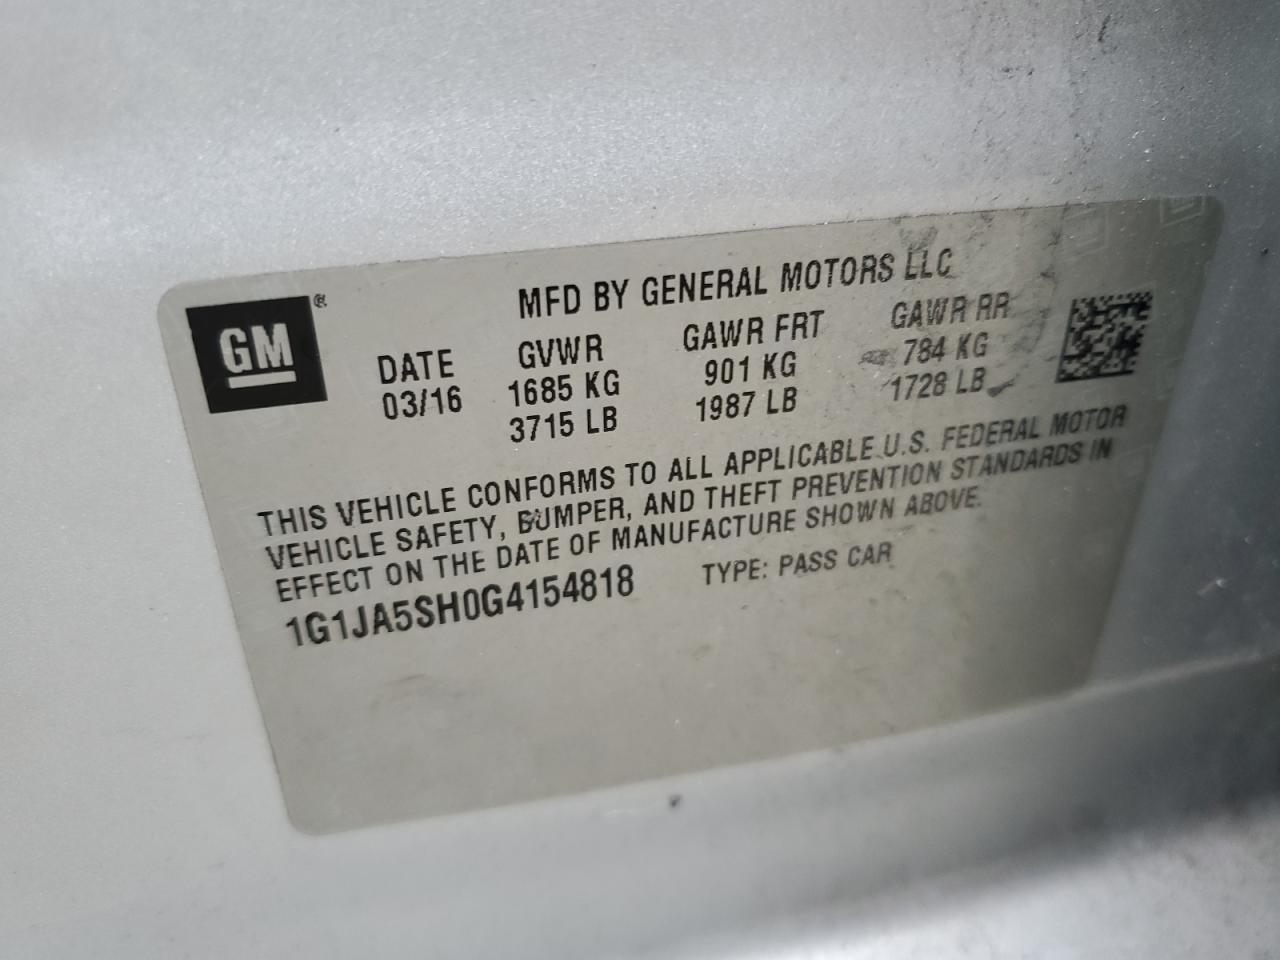 GM ®
MFD BY GENERAL MOTORS LLC
DATE GVWR GAWR FRT GAWR RR
03/16 1685 KG 901 KG 784 KG
3715 LB 1987 LB 1728 LB
THIS VEHICLE CONFORMS TO ALL APPLICABLE U.S. FEDERAL MOTOR
VEHICLE SAFETY, BUMPER, AND THEFT PREVENTION STANDARDS IN
EFFECT ON THE DATE OF MANUFACTURE SHOWN ABOVE.
1G1JA5SH0G4154818 TYPE: PASS CAR